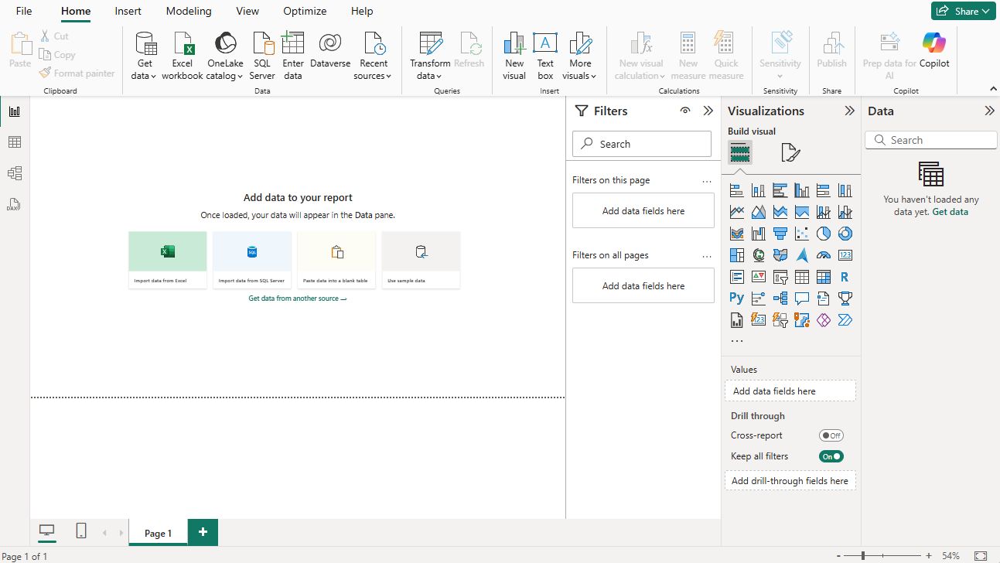 File Home Insert Modeling View Optimize Help Share
Paste
Cut
Copy
Format painter
Clipboard
Get data
Excel workbook
OneLake catalog
SQL Server
Enter data
Dataverse
Recent sources
Data
Transform data
Refresh
Queries
New visual
Text box
More visuals
Insert
New visual calculation
New measure
Quick measure
Calculations
Sensitivity
Sensitivity
Publish
Share
Prep data for AI
Copilot
Copilot
Add data to your report
Once loaded, your data will appear in the Data pane.
Import data from Excel
Import data from SQL Server
Paste data into a blank table
Use sample data
Get data from another source
Filters
Search
Filters on this page ...
Add data fields here
Filters on all pages ...
Add data fields here
Visualizations
Build visual
123
R
Py
123
...
Values
Add data fields here
Drill through
Cross-report Off
Keep all filters On
Add drill-through fields here
Data
Search
You haven't loaded any
data yet. Get data
DAX
SQL
Page 1 +
Page 1 of 1
- + 54%